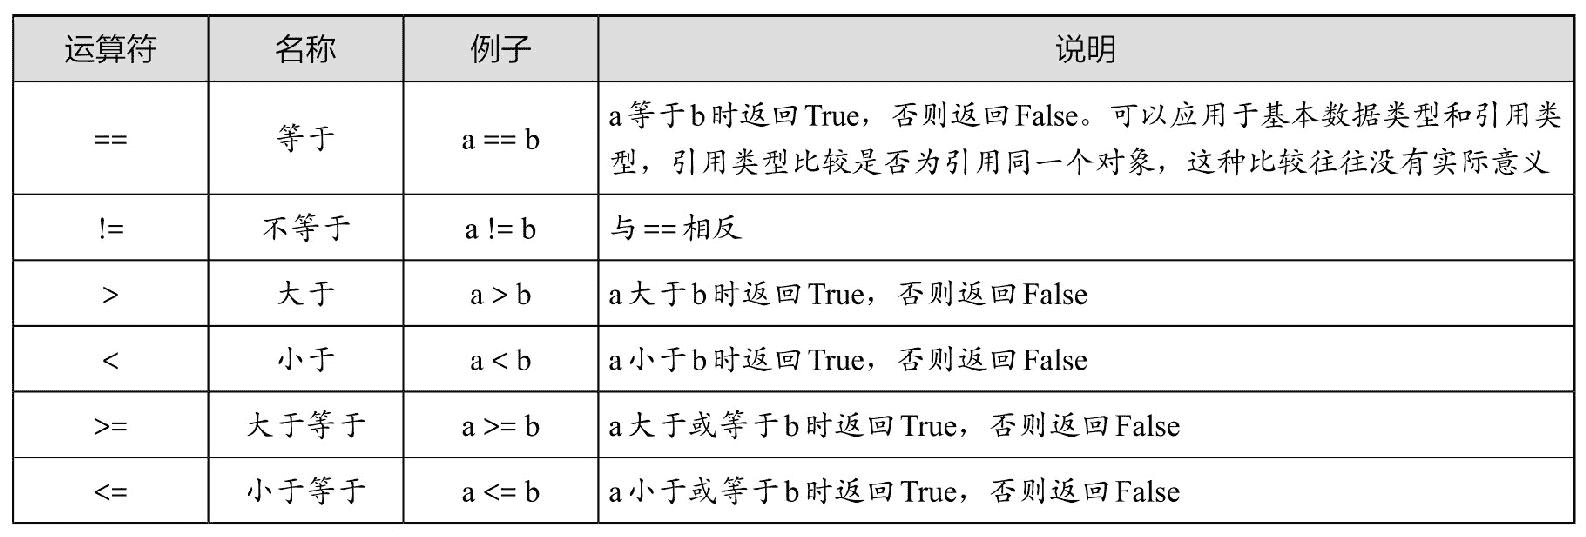 运算符 名称 例子 说明
== 等于 a == b a等于b时返回True，否则返回False。可以应用于基本数据类型和引用类
型，引用类型比较是否为引用同一个对象，这种比较往往没有实际意义
!= 不等于 a != b 与==相反
> 大于 a > b a大于b时返回True，否则返回False
< 小于 a < b a小于b时返回True，否则返回False
>= 大于等于 a >= b a大于或等于b时返回True，否则返回False
<= 小于等于 a <= b a小于或等于b时返回True，否则返回False